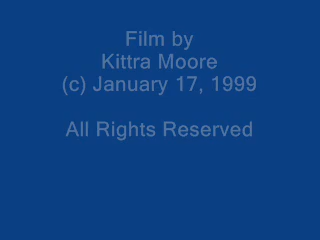 Film by
Kittra Moore
(c) January 17, 1999
All Rights Reserved